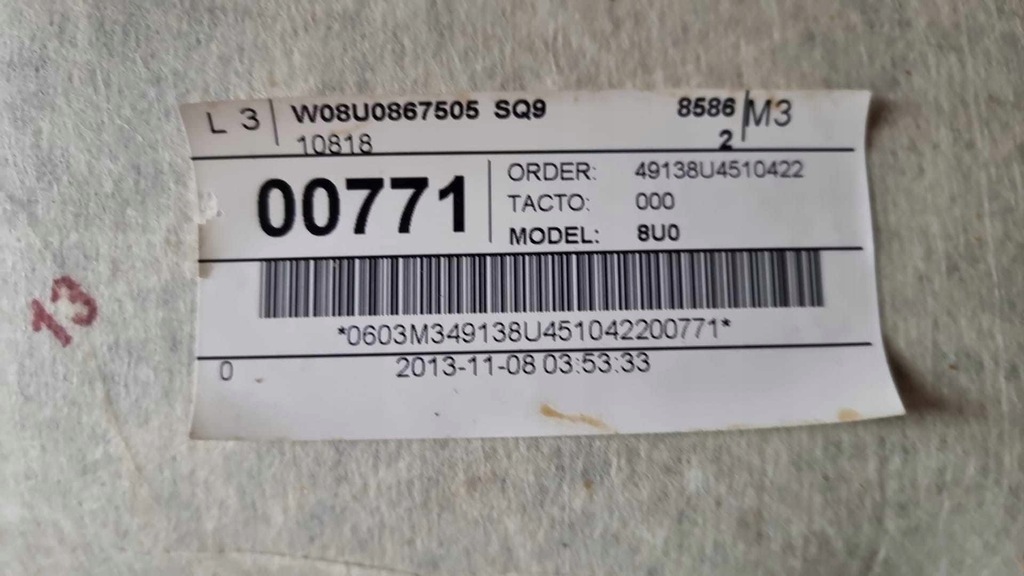 L 3 W08U0867505 SQ9 8586 M3
10818 2
00771
ORDER: 49138U4510422
TACTO: 000
MODEL: 8U0
*0603M349138U451042200771*
0 2013-11-08 03:53:33
13